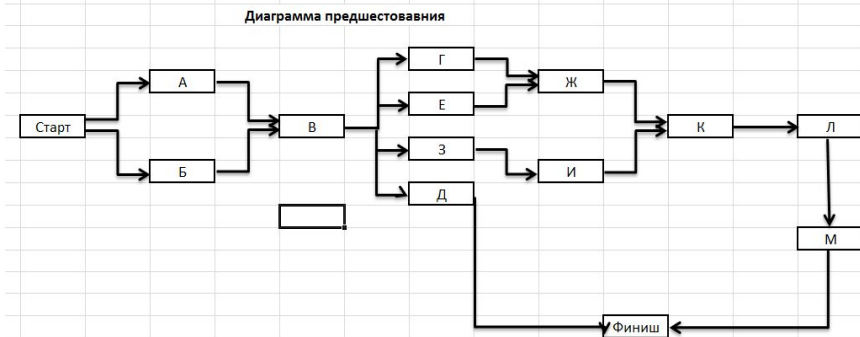 Диаграмма предшестовавния
Г
А
Ж
Е
Старт
В
К
Л
З
Б
И
Д
М
Финиш